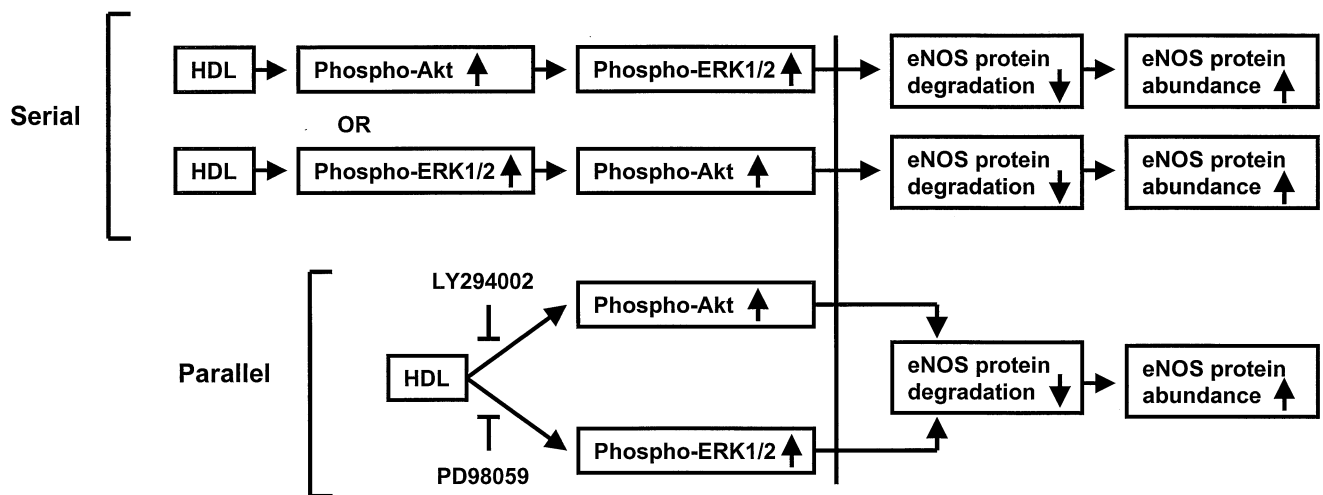 Serial
HDL
Phospho-Akt
Phospho-ERK1/2
eNOS protein
degradation
eNOS protein
abundance
OR
HDL
Phospho-ERK1/2
Phospho-Akt
eNOS protein
degradation
eNOS protein
abundance
Parallel
LY294002
HDL
PD98059
Phospho-Akt
Phospho-ERK1/2
eNOS protein
degradation
eNOS protein
abundance